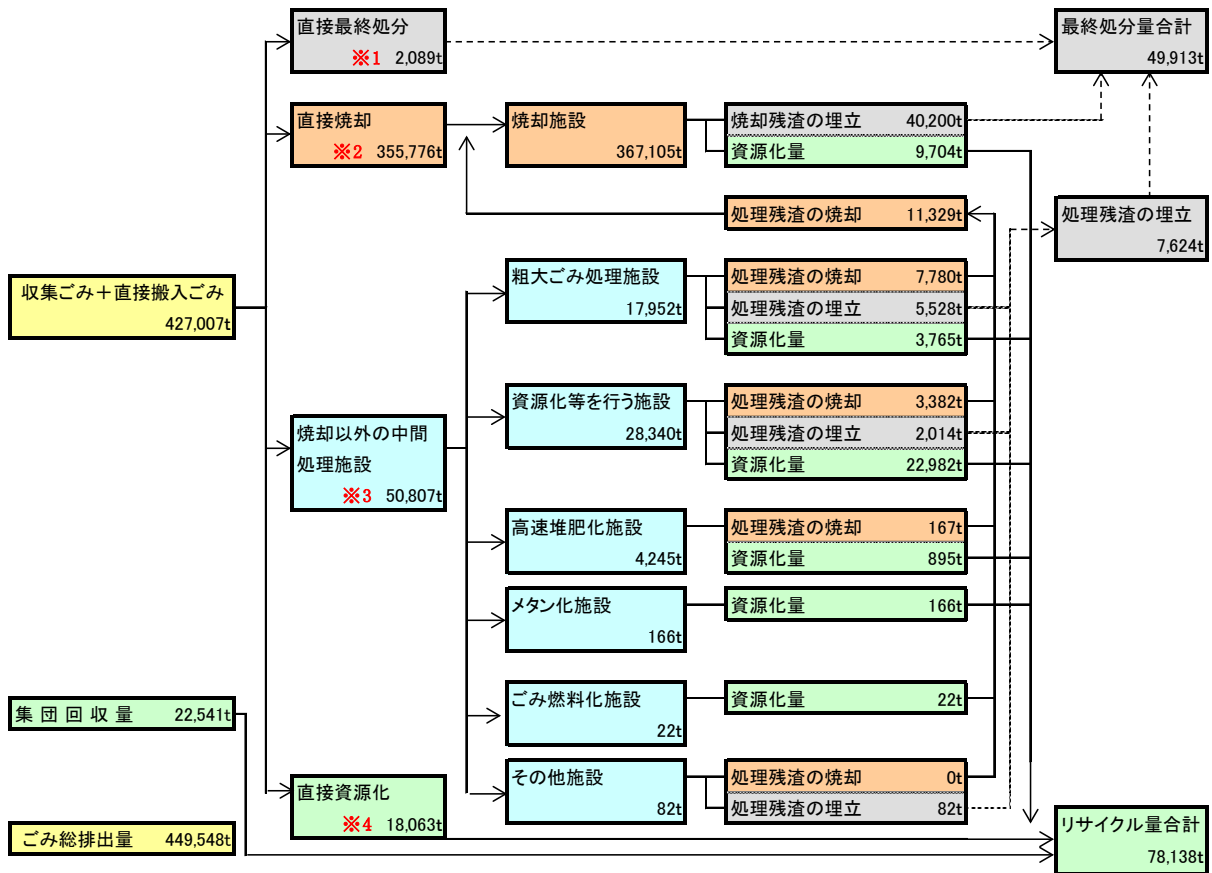 収集ごみ＋直接搬入ごみ
427,007t
集団回収量 22,541t
ごみ総排出量 449,548t
直接最終処分
※1 2,089t
直接焼却
※2 355,776t
焼却以外の中間
処理施設
※3 50,807t
直接資源化
※4 18,063t
焼却施設
367,105t
焼却残渣の埋立 40,200t
資源化量 9,704t
処理残渣の焼却 11,329t
粗大ごみ処理施設
17,952t
処理残渣の焼却 7,780t
処理残渣の埋立 5,528t
資源化量 3,765t
資源化等を行う施設
28,340t
処理残渣の焼却 3,382t
処理残渣の埋立 2,014t
資源化量 22,982t
高速堆肥化施設
4,245t
処理残渣の焼却 167t
資源化量 895t
メタン化施設
166t
資源化量 166t
ごみ燃料化施設
22t
資源化量 22t
その他施設
82t
処理残渣の焼却 0t
処理残渣の埋立 82t
最終処分量合計
49,913t
処理残渣の埋立
7,624t
リサイクル量合計
78,138t